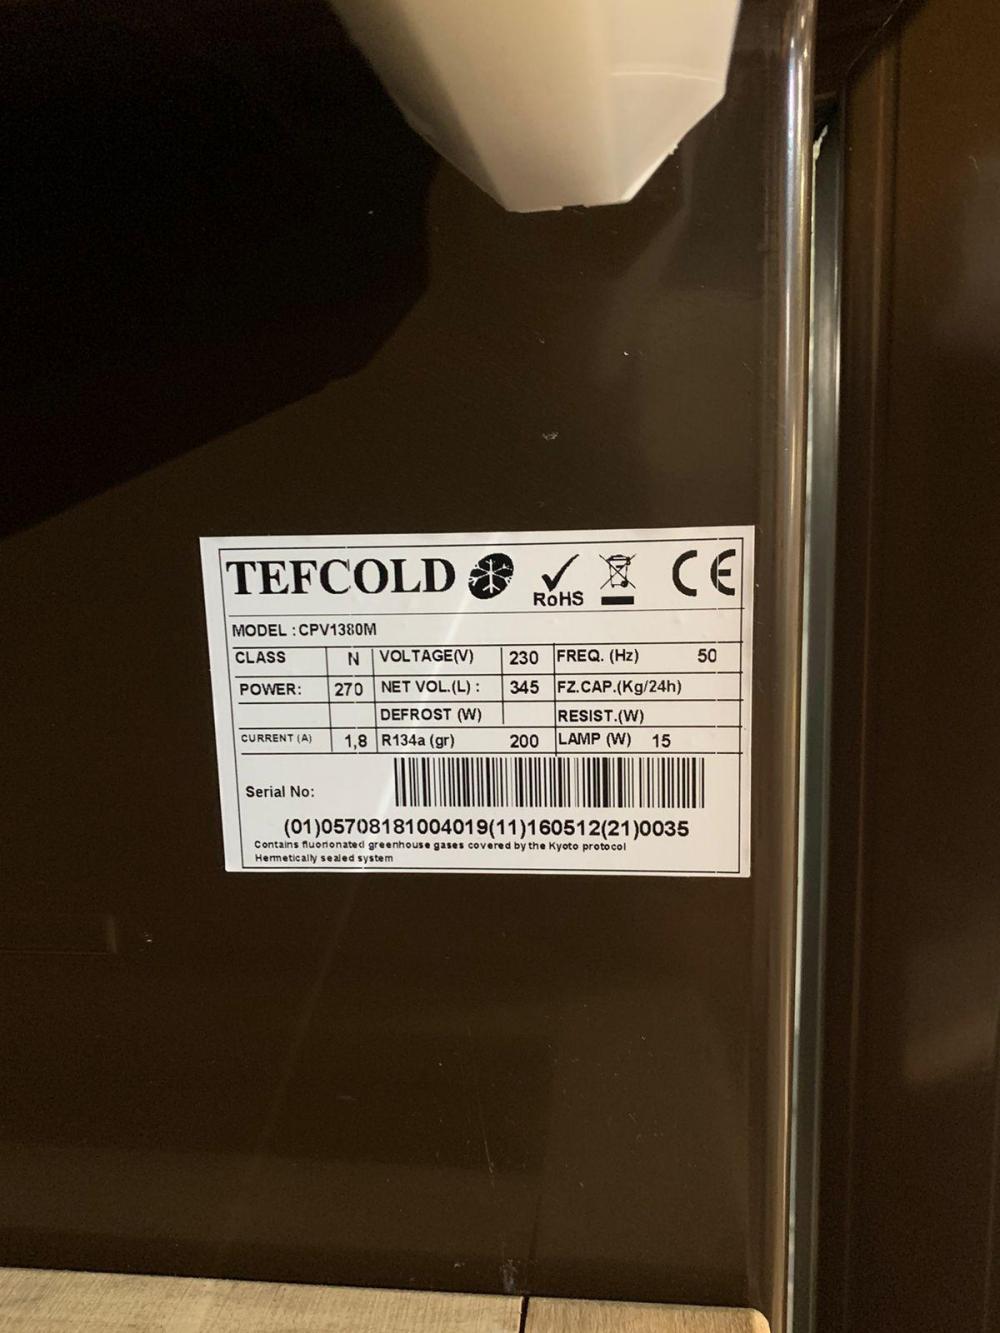 TEFCOLD RoHS CE
MODEL : CPV1380M
CLASS N VOLTAGE(V) 230 FREQ. (Hz) 50
POWER: 270 NET VOL.(L) : 345 FZ.CAP.(Kg/24h)
DEFROST (W) RESIST.(W)
CURRENT (A) 1,8 R134a (gr) 200 LAMP (W) 15
Serial No:
(01)05708181004019(11)160512(21)0035
Contains fluorionated greenhouse gases covered by the Kyoto protocol
Hermetically sealed system